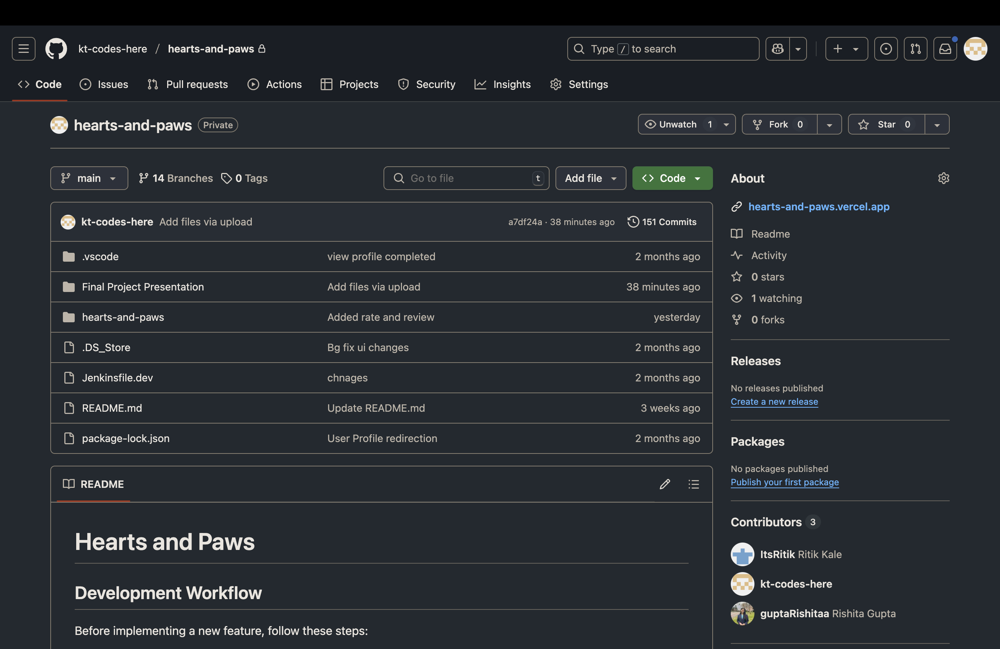 kt-codes-here / hearts-and-paws
Type / to search
Code Issues Pull requests Actions Projects Security Insights Settings
hearts-and-paws Private
Unwatch 1 Fork 0 Star 0
main 14 Branches 0 Tags
Go to file t Add file Code
kt-codes-here Add files via upload a7df24a · 38 minutes ago 151 Commits
.vscode view profile completed 2 months ago
Final Project Presentation Add files via upload 38 minutes ago
hearts-and-paws Added rate and review yesterday
.DS_Store Bg fix ui changes 2 months ago
Jenkinsfile.dev chnages 2 months ago
README.md Update README.md 3 weeks ago
package-lock.json User Profile redirection 2 months ago
README
Hearts and Paws
Development Workflow
Before implementing a new feature, follow these steps:
About
hearts-and-paws.vercel.app
Readme
Activity
0 stars
1 watching
0 forks
Releases
No releases published
Create a new release
Packages
No packages published
Publish your first package
Contributors 3
ItsRitik Ritik Kale
kt-codes-here
guptaRishitaa Rishita Gupta